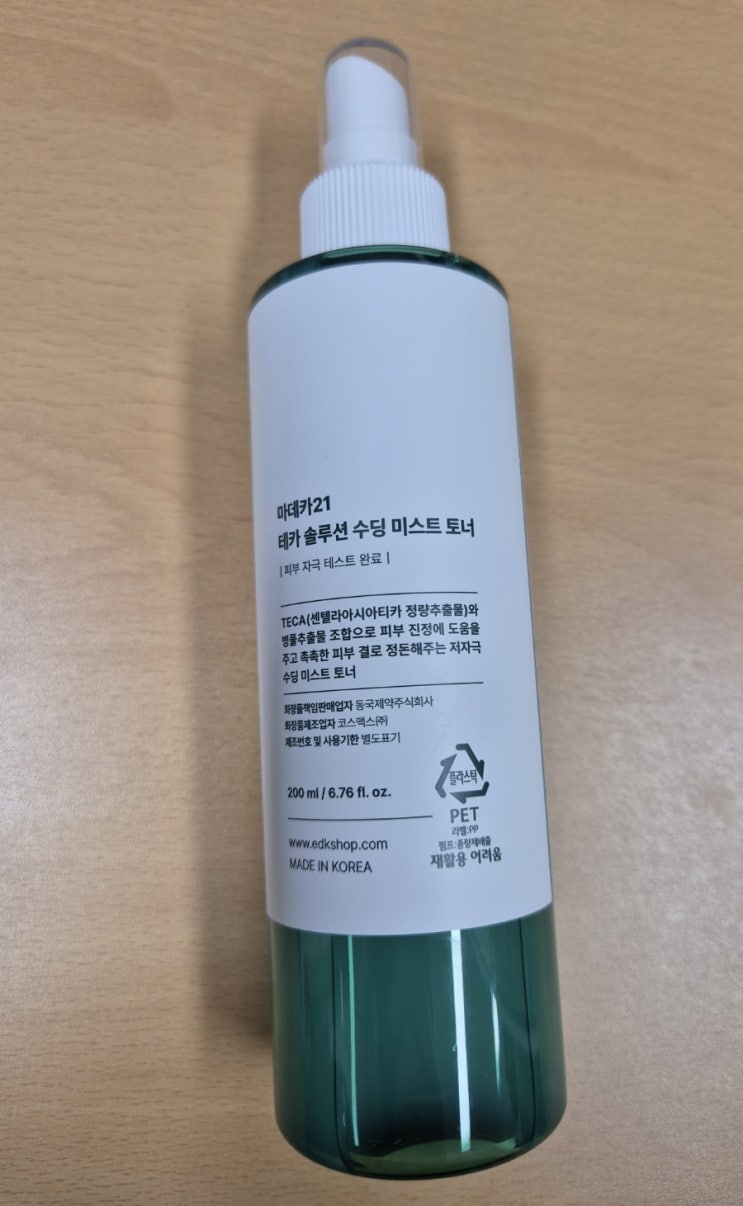 마데카21
테카 솔루션 수딩 미스트 토너
| 피부 자극 테스트 완료 |
TECA(센텔라아시아티카 정량추출물)와
병풀추출물 조합으로 피부 진정에 도움을
주고 촉촉한 피부 결로 정돈해주는 저자극
수딩 미스트 토너
화장품책임판매업자 동국제약주식회사
화장품제조업자 코스맥스(주)
제조번호 및 사용기한 별도표기
200 ml / 6.76 fl. oz.
www.edkshop.com
MADE IN KOREA
플라스틱
PET
라벨:PP
펌프:종량제배출
재활용 어려움